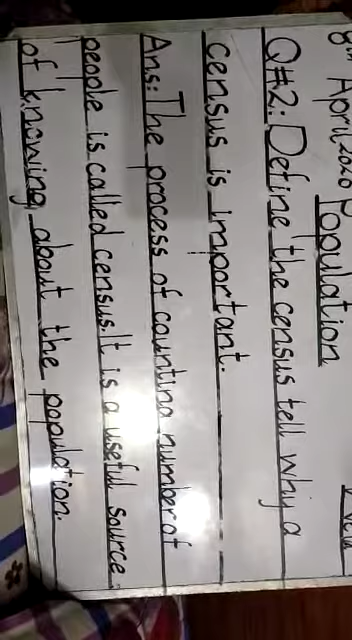 8th April 2020 Population
Q#2: Define the census tell why a
census is important.
Ans: The process of counting number of
people is called census. It is a useful source
of knowing about the population.